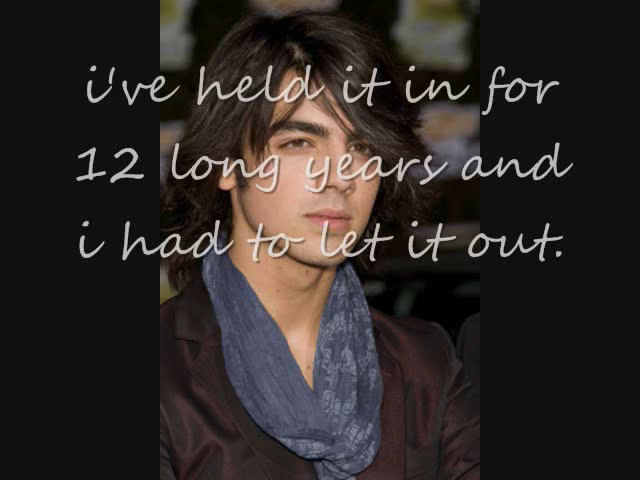 i've held it in for
12 long years and
i had to let it out.